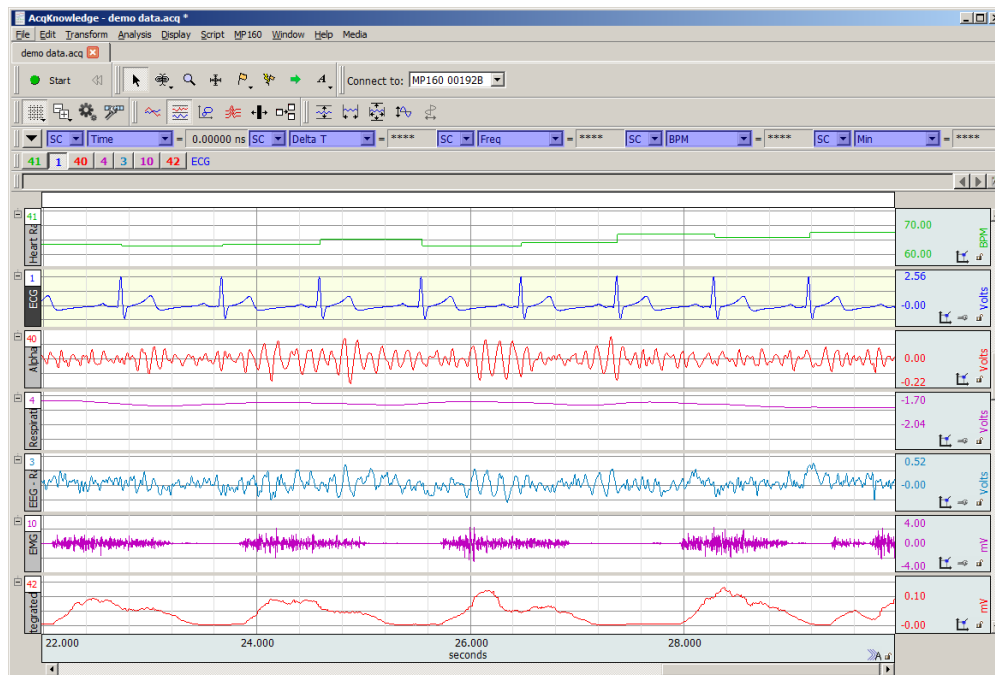 AcqKnowledge - demo data.acq *
File Edit Transform Analysis Display Script MP160 Window Help Media
demo data.acq
Start A Connect to: MP160 00192B
SC Time = 0.00000 ns SC Delta T = **** SC Freq = **** SC BPM = **** SC Min = ****
41 1 40 4 3 10 42 ECG
41
Heart Ra
70.00
60.00
BPM
1
ECG
2.56
-0.00
Volts
40
Alpha
0.00
-0.22
Volts
4
Respirat
-1.70
-2.04
Volts
3
EEG - Ra
0.52
-0.00
Volts
10
EMG
4.00
0.00
-4.00
mV
42
tegrated
0.10
-0.00
mV
22.000 24.000 26.000 28.000
seconds
A